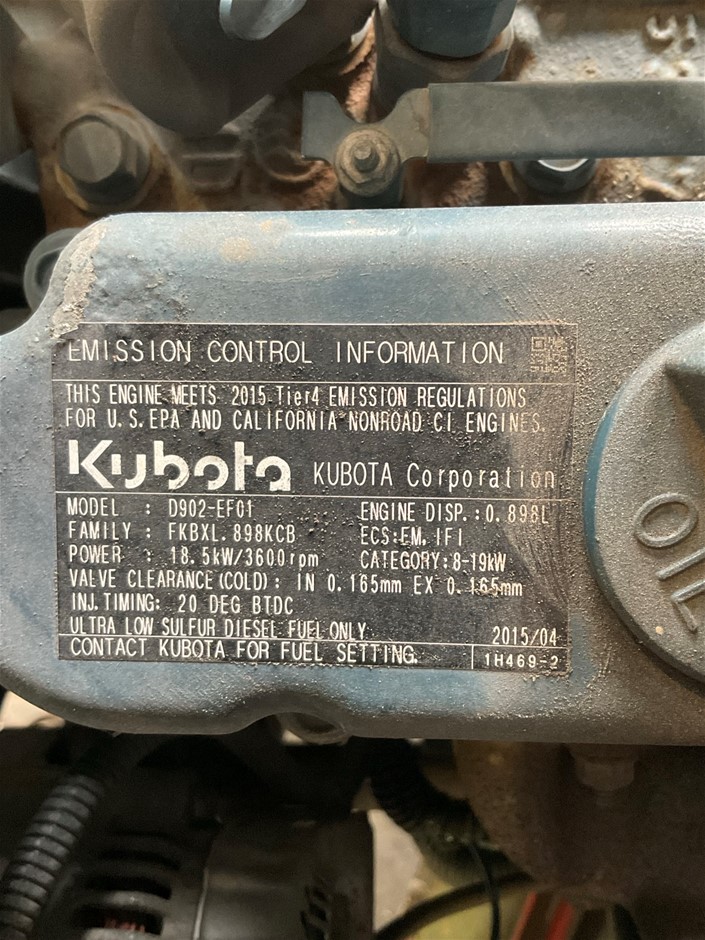 EMISSION CONTROL INFORMATION
THIS ENGINE MEETS 2015 Tier4 EMISSION REGULATIONS
FOR U.S.EPA AND CALIFORNIA NONROAD CI ENGINES.
Kubota KUBOTA Corporation
MODEL : D902-EF01 ENGINE DISP.:0.898L
FAMILY : FKBXL.898KCB ECS:EM,IFI
POWER : 18.5kW/3600rpm CATEGORY:8-19kW
VALVE CLEARANCE(COLD): IN 0.165mm EX 0.165mm
INJ.TIMING: 20 DEG BTDC
ULTRA LOW SULFUR DIESEL FUEL ONLY 2015/04
CONTACT KUBOTA FOR FUEL SETTING. 1H469-2
OIL